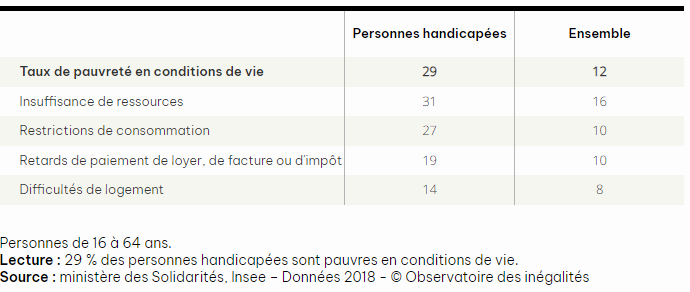 Personnes handicapées Ensemble
Taux de pauvreté en conditions de vie 29 12
Insuffisance de ressources 31 16
Restrictions de consommation 27 10
Retards de paiement de loyer, de facture ou d'impôt 19 10
Difficultés de logement 14 8
Personnes de 16 à 64 ans.
Lecture : 29 % des personnes handicapées sont pauvres en conditions de vie.
Source : ministère des Solidarités, Insee – Données 2018 - © Observatoire des inégalités